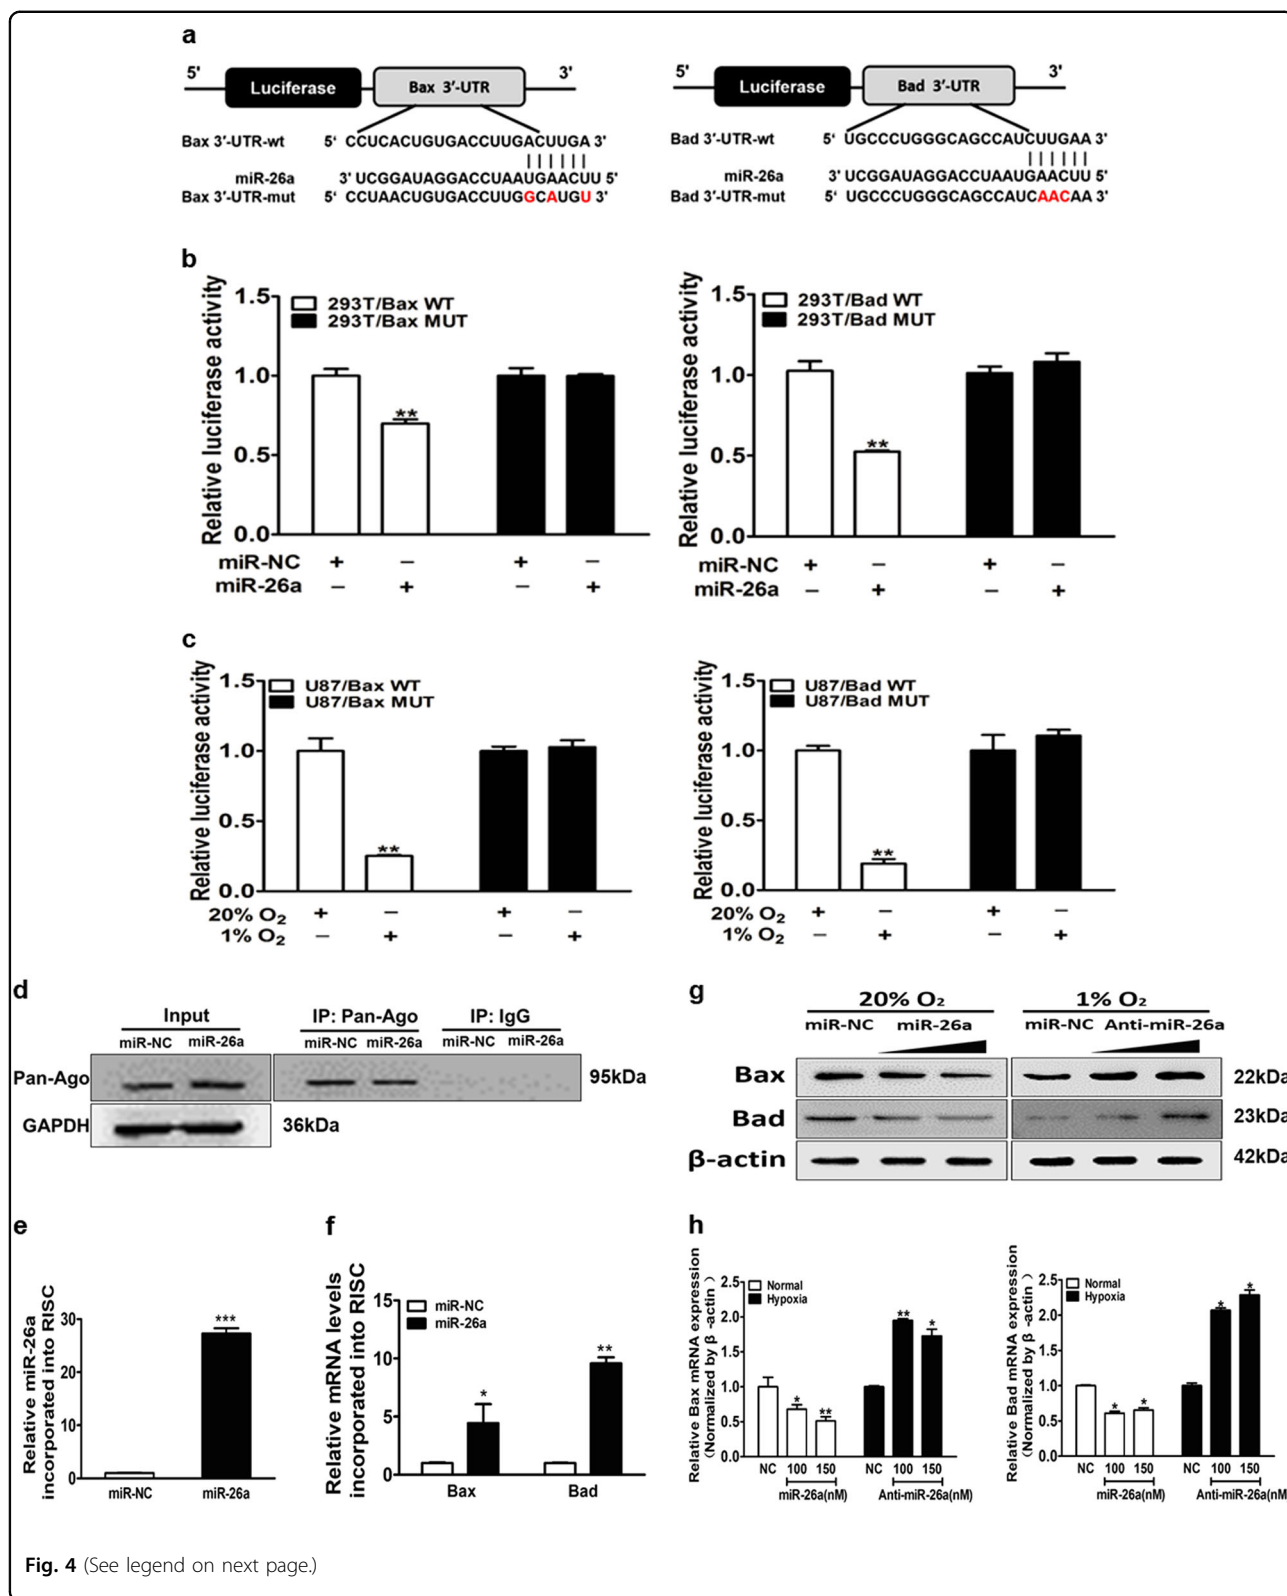 a
5' Luciferase Bax 3′-UTR 3'
Bax 3′-UTR-wt 5‘ CCUCACUGUGACCUUGACUUGA 3'
miR-26a 3' UCGGAUAGGACCUAAUGAACUU 5'
Bax 3′-UTR-mut 5‘ CCUAACUGUGACCUUGGCAUGU 3'
5' Luciferase Bad 3′-UTR 3'
Bad 3′-UTR-wt 5‘ UGCCCUGGGCAGCCAUCUUGAA 3'
miR-26a 3' UCGGAUAGGACCUAAUGAACUU 5'
Bad 3′-UTR-mut 5‘ UGCCCUGGGCAGCCAUCAACAA 3'
b
Relative luciferase activity
1.5
1.0
0.5
0.0
293T/Bax WT
293T/Bax MUT
**
miR-NC + − + −
miR-26a − + − +
Relative luciferase activity
1.5
1.0
0.5
0.0
293T/Bad WT
293T/Bad MUT
**
miR-NC + − + −
miR-26a − + − +
c
Relative luciferase activity
1.5
1.0
0.5
0.0
U87/Bax WT
U87/Bax MUT
**
20% O2 + − + −
1% O2 − + − +
Relative luciferase activity
1.5
1.0
0.5
0.0
U87/Bad WT
U87/Bad MUT
**
20% O2 + − + −
1% O2 − + − +
d
Input IP: Pan-Ago IP: IgG
miR-NC miR-26a miR-NC miR-26a miR-NC miR-26a
Pan-Ago 95kDa
GAPDH 36kDa
g
20% O2 1% O2
miR-NC miR-26a miR-NC Anti-miR-26a
Bax 22kDa
Bad 23kDa
β-actin 42kDa
e
Relative miR-26a
incorporated into RISC
30
20
10
0
***
miR-NC miR-26a
f
Relative mRNA levels
incorporated into RISC
15
10
5
0
miR-NC
miR-26a
* **
Bax Bad
h
Relative Bax mRNA expression
(Normalized by β -actin )
2.5
2.0
1.5
1.0
0.5
0.0
Normal
Hypoxia
* ** ** *
NC 100 150 NC 100 150
miR-26a(nM) Anti-miR-26a(nM)
Relative Bad mRNA expression
(Normalized by β -actin )
2.5
2.0
1.5
1.0
0.5
0.0
Normal
Hypoxia
* * * *
NC 100 150 NC 100 150
miR-26a(nM) Anti-miR-26a(nM)
Fig. 4 (See legend on next page.)